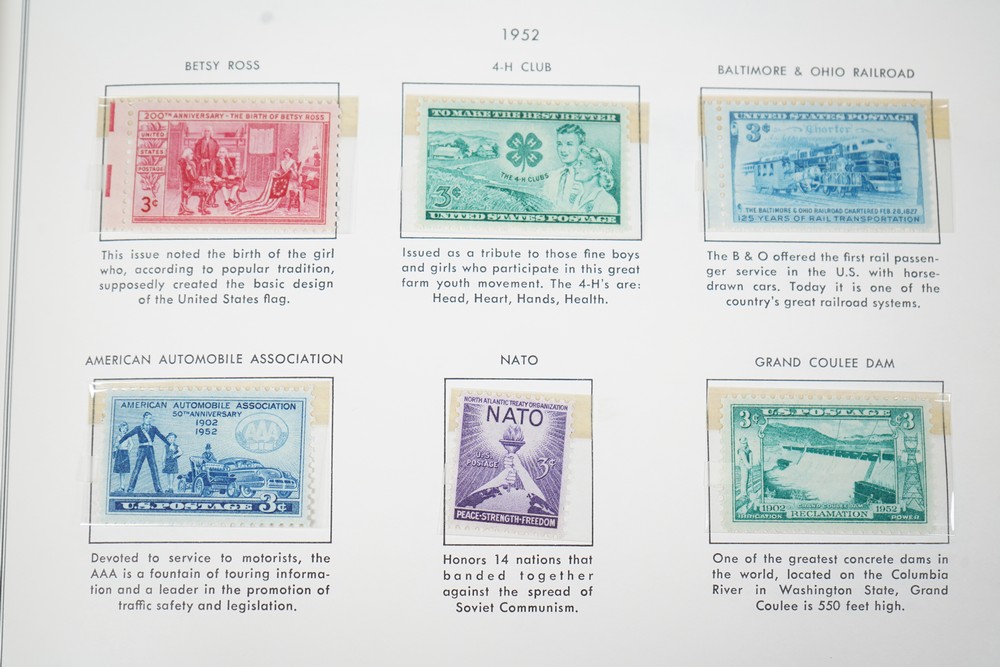 1952
BETSY ROSS
200TH ANNIVERSARY - THE BIRTH OF BETSY ROSS
UNITED
STATES
POSTAGE
3¢
This issue noted the birth of the girl
who, according to popular tradition,
supposedly created the basic design
of the United States flag.
4-H CLUB
TO MAKE THE BEST BETTER
THE 4-H CLUBS
3¢
UNITED STATES POSTAGE
Issued as a tribute to those fine boys
and girls who participate in this great
farm youth movement. The 4-H's are:
Head, Heart, Hands, Health.
BALTIMORE & OHIO RAILROAD
UNITED STATES POSTAGE
3¢
Charter
THE BALTIMORE & OHIO RAILROAD CHARTERED FEB. 28, 1827
125 YEARS OF RAIL TRANSPORTATION
The B & O offered the first rail passen-
ger service in the U.S. with horse-
drawn cars. Today it is one of the
country's great railroad systems.
AMERICAN AUTOMOBILE ASSOCIATION
AMERICAN AUTOMOBILE ASSOCIATION
50TH ANNIVERSARY
1902
1952
AAA
U.S. POSTAGE 3¢
Devoted to service to motorists, the
AAA is a fountain of touring informa-
tion and a leader in the promotion of
traffic safety and legislation.
NATO
NORTH ATLANTIC TREATY ORGANIZATION
NATO
U.S.
POSTAGE
3¢
PEACE-STRENGTH-FREEDOM
Honors 14 nations that
banded together
against the spread of
Soviet Communism.
GRAND COULEE DAM
3¢ U.S. POSTAGE 3¢
GRAND COULEE DAM
1902 RECLAMATION 1952
IRRIGATION POWER
One of the greatest concrete dams in
the world, located on the Columbia
River in Washington State, Grand
Coulee is 550 feet high.